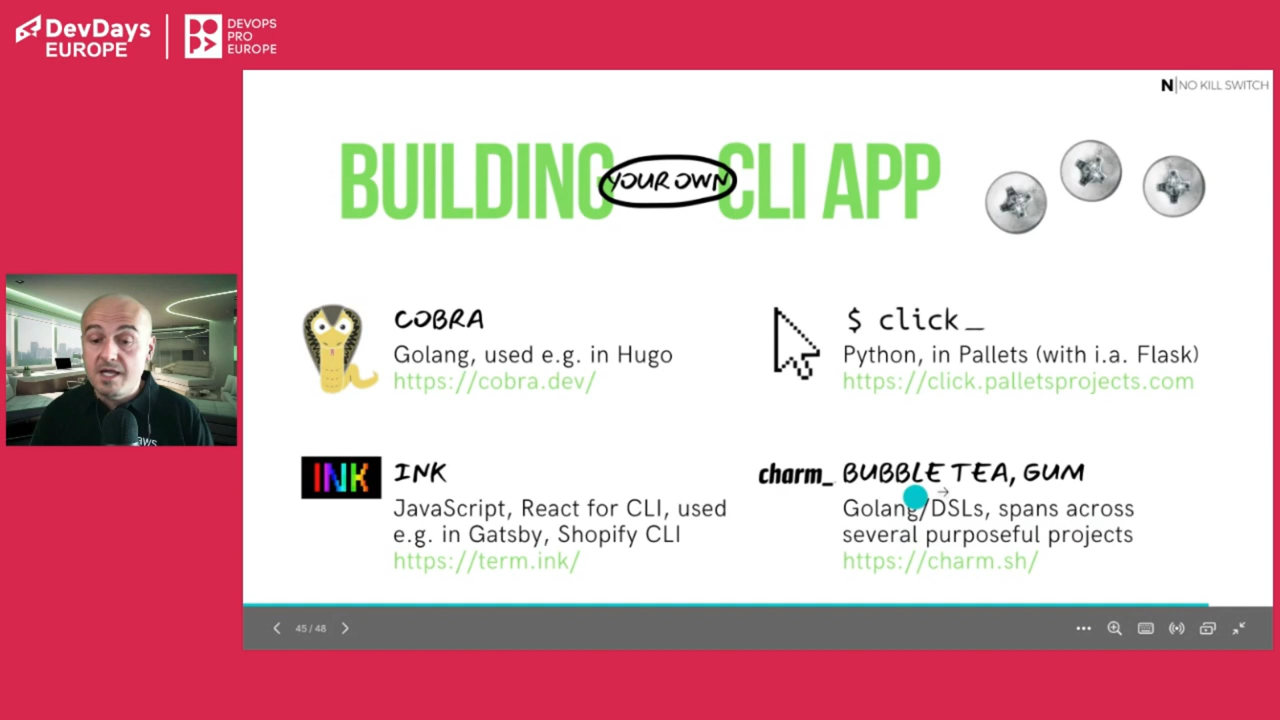 DevDays
EUROPE
DEVOPS
PRO
EUROPE
N|NO KILL SWITCH
BUILDING YOUR OWN CLI APP
COBRA
Golang, used e.g. in Hugo
https://cobra.dev/
$ click_
Python, in Pallets (with i.a. Flask)
https://click.palletsprojects.com
INK
INK
JavaScript, React for CLI, used
e.g. in Gatsby, Shopify CLI
https://term.ink/
charm_
BUBBLE TEA, GUM
Golang/DSLs, spans across
several purposeful projects
https://charm.sh/
aws
45 / 48